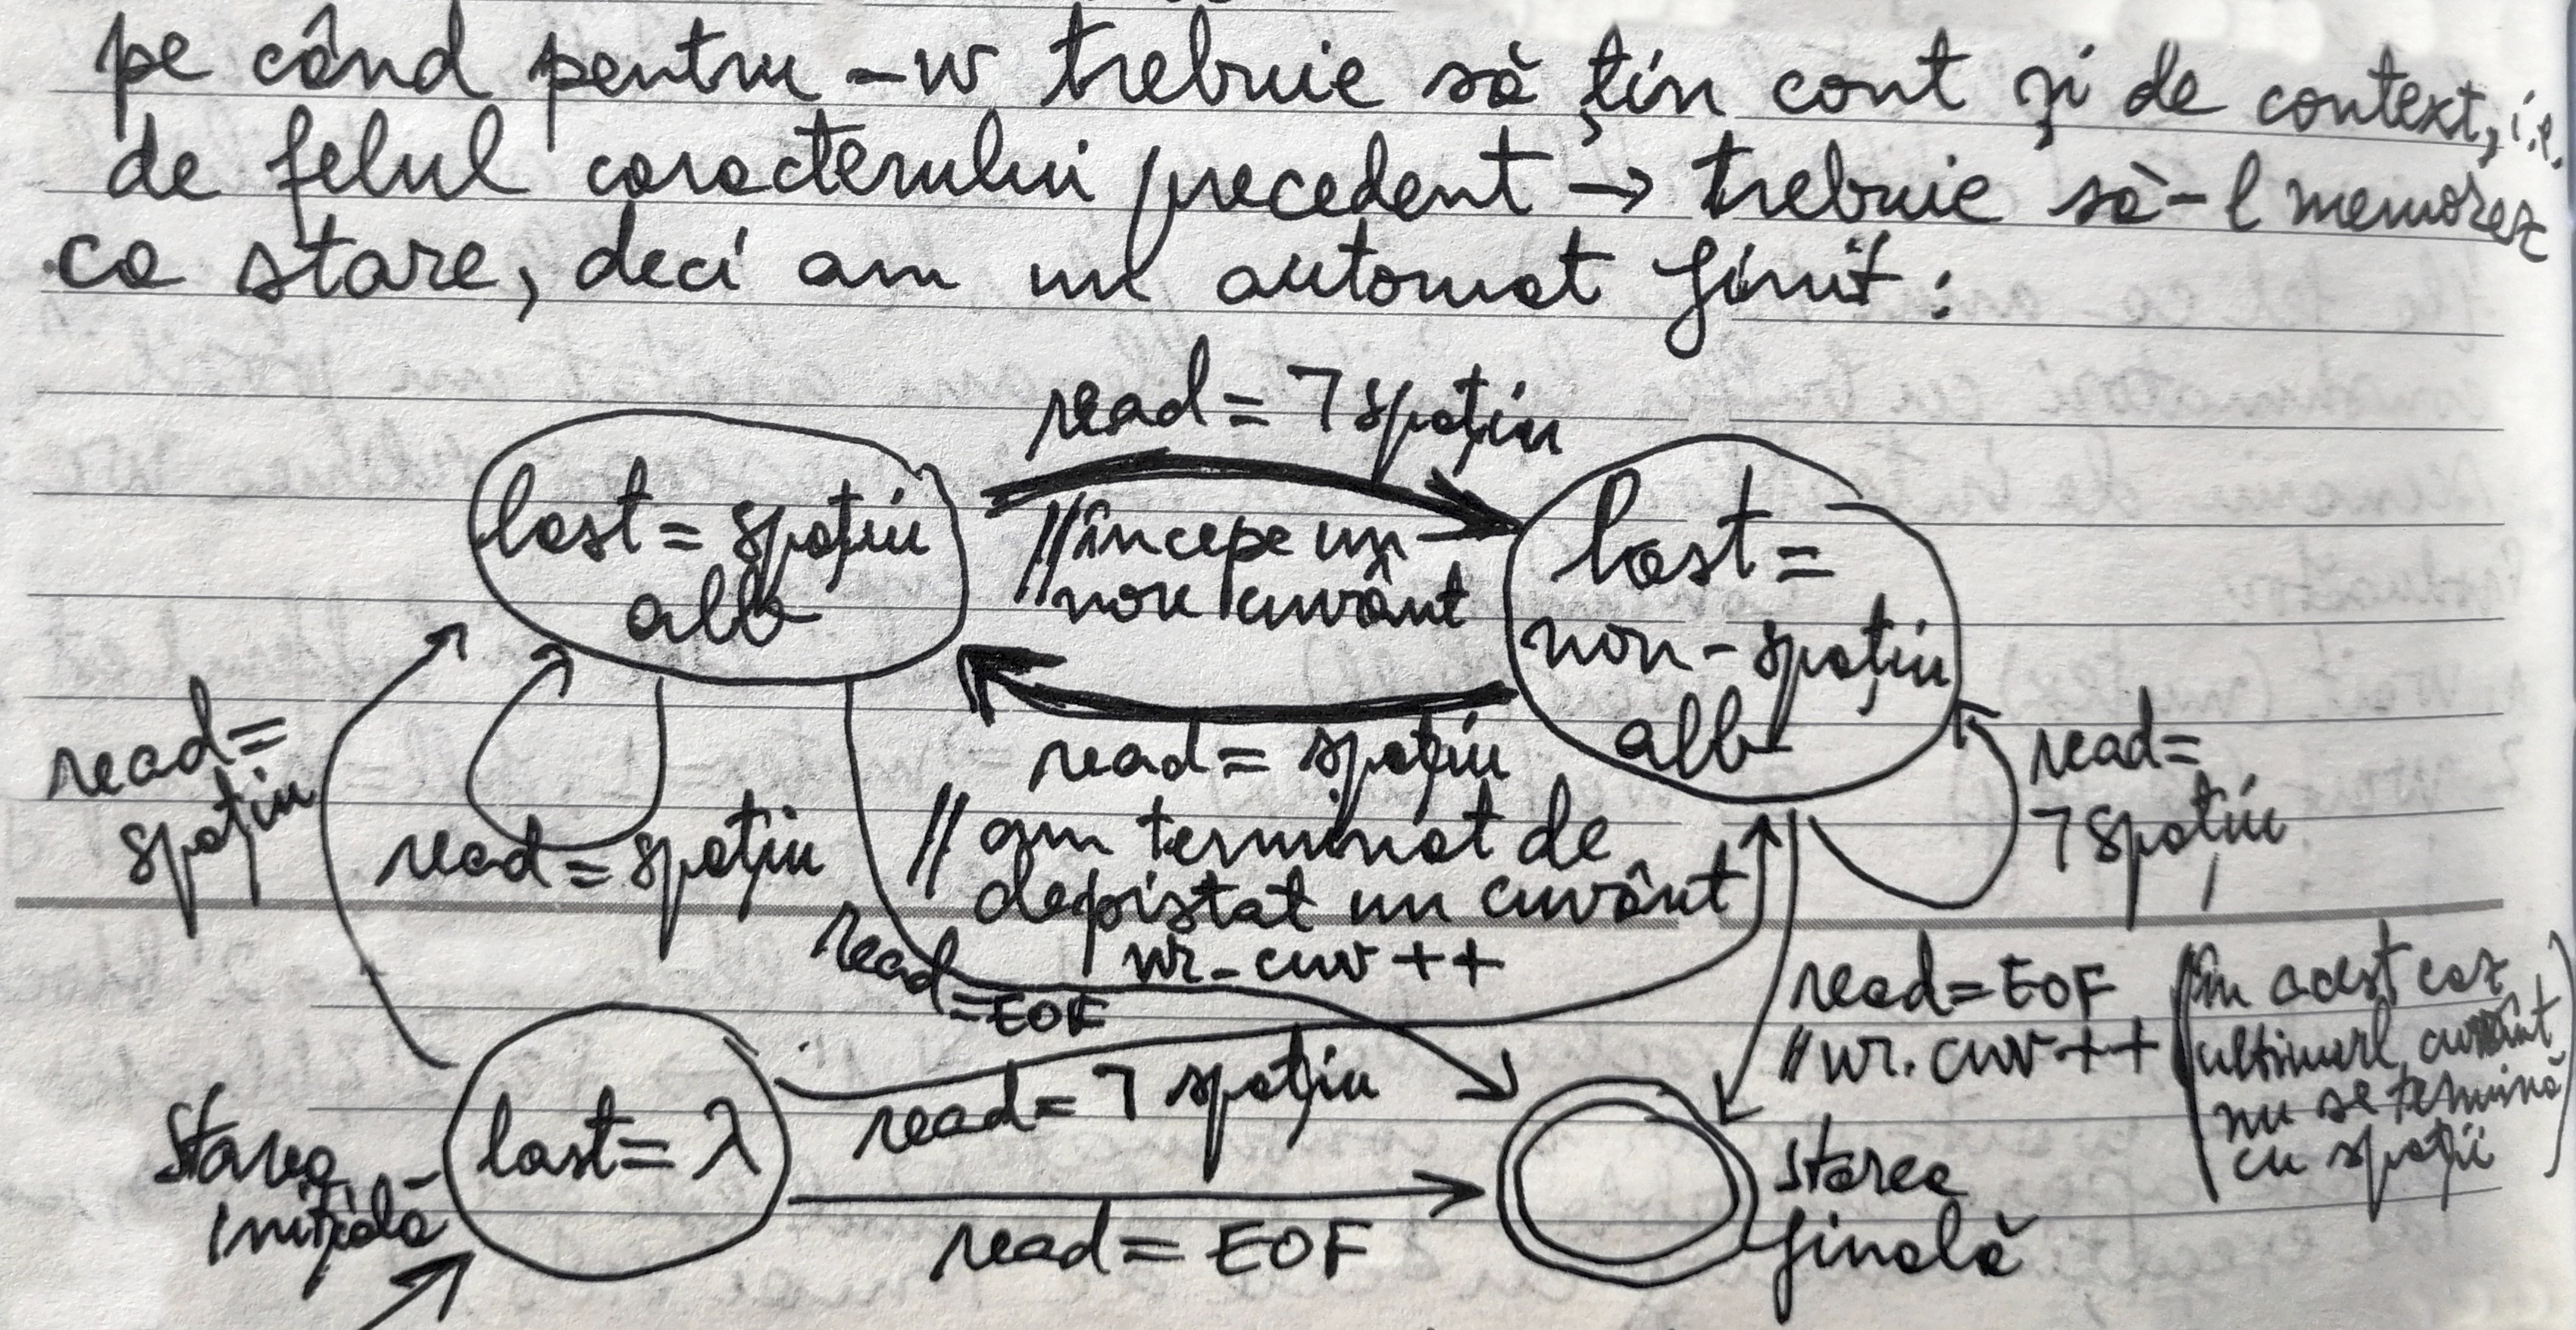 pe când pentru -w trebuie să țin cont și de context, i.e.
de felul caracterului precedent → trebuie să-l memorez
ca stare, deci am un automat finit:
read = ¬ spațiu
last = spațiu
alb
// începe un
nou cuvânt
last =
non-spațiu
alb
read =
spațiu
read = spațiu
read = spațiu
// am terminat de
depistat un cuvânt
nr_cuv ++
read =
¬ spațiu
read
= EOF
read = EOF
// nr.cuv ++
(în acest caz
ultimul cuvânt
nu se termină
cu spații)
read = ¬ spațiu
Starea
inițială
last = λ
read = EOF
starea
finală